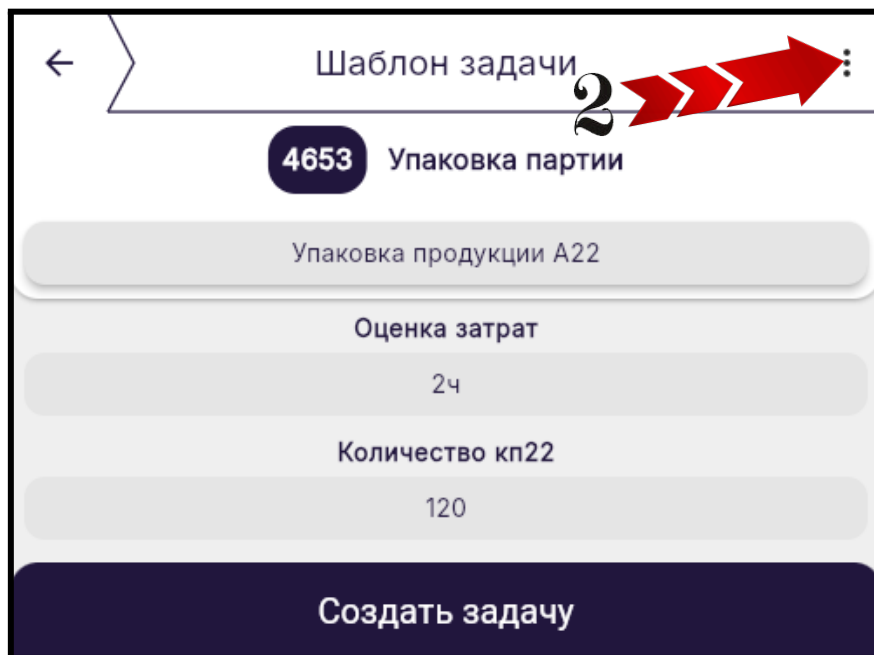 Шаблон задачи
2
4653 Упаковка партии
Упаковка продукции А22
Оценка затрат
2ч
Количество кп22
120
Создать задачу